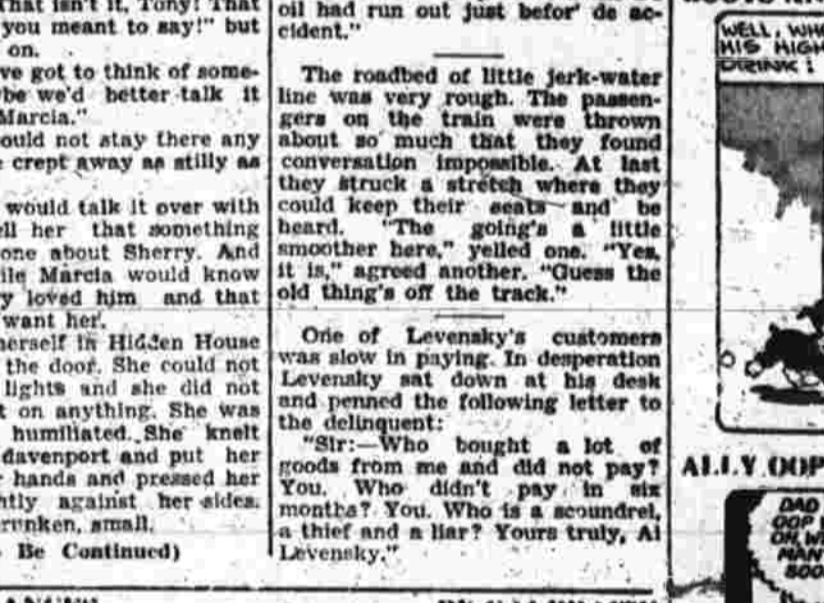 That isn't it, Tony! That
you meant to say!" but
on.
ve got to think of some-
be we'd better talk it
Marcia."
ould not stay there any
crept away as stilly as
would talk it over with
ell her that something
one about Sherry. And
ile Marcia would know
y loved him and that
want her.
herself in Hidden House
the door. She could not
lights and she did not
t on anything. She was
humiliated. She knelt
davenport and put her
hands and pressed her
htly against her sides.
small.
Be Continued)
oil had run out just befor' de ac-
cident."
The roadbed of little jerk-water
line was very rough. The passen-
gers on the train were thrown
about so much that they found
conversation impossible. At last
they struck a stretch where they
could keep their seats and be
heard. "The going's a little
smoother here," yelled one. "Yes,
it is," agreed another. "Guess the
old thing's off the track."
One of Levensky's customers
was slow in paying. In desperation
Levensky sat down at his desk
and penned the following letter to
the delinquent:
"Sir:—Who bought a lot of
goods from me and did not pay?
You. Who didn't pay in six
months? You. Who is a scoundrel,
a thief and a liar? Yours truly, Al
Levensky."
WELL, WH
HIS HIGH
DRINK!
ALLY OOP
DAD
OOP
OH, W
MAN
SOO